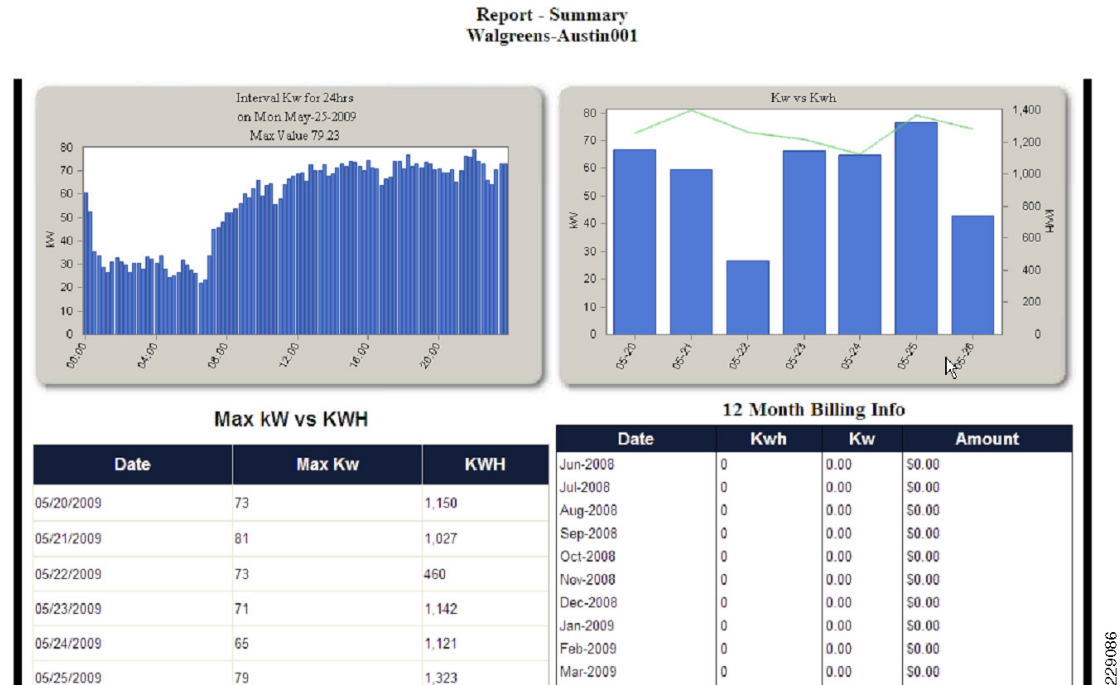 Report - Summary
Walgreens-Austin001
Interval Kw for 24hrs
on Mon May-25-2009
Max Value 79.23
80
70
60
50
40
30
20
10
0
kW
00:00
04:00
08:00
12:00
16:00
20:00
Kw vs Kwh
80
70
60
50
40
30
20
10
0
kW
1,400
1,200
1,000
800
600
400
200
0
KWH
05-20
05-21
05-22
05-23
05-24
05-25
05-26
Max kW vs KWH
Date Max Kw KWH
05/20/2009 73 1,150
05/21/2009 81 1,027
05/22/2009 73 460
05/23/2009 71 1,142
05/24/2009 65 1,121
05/25/2009 79 1,323
12 Month Billing Info
Date Kwh Kw Amount
Jun-2008 0 0.00 $0.00
Jul-2008 0 0.00 $0.00
Aug-2008 0 0.00 $0.00
Sep-2008 0 0.00 $0.00
Oct-2008 0 0.00 $0.00
Nov-2008 0 0.00 $0.00
Dec-2008 0 0.00 $0.00
Jan-2009 0 0.00 $0.00
Feb-2009 0 0.00 $0.00
Mar-2009 0 0.00 $0.00
229086